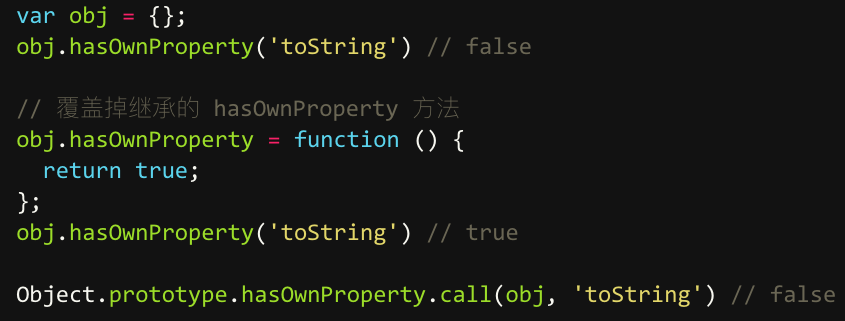 var obj = {};
obj.hasOwnProperty('toString') // false
// 覆盖掉继承的 hasOwnProperty 方法
obj.hasOwnProperty = function () {
  return true;
};
obj.hasOwnProperty('toString') // true
Object.prototype.hasOwnProperty.call(obj, 'toString') // false